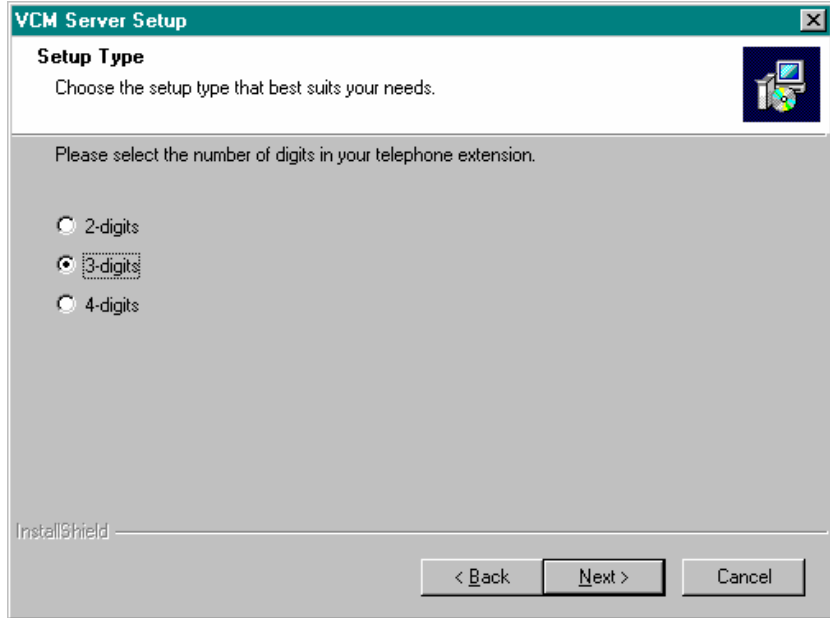 VCM Server Setup
Setup Type
Choose the setup type that best suits your needs.
Please select the number of digits in your telephone extension.
2-digits
3-digits
4-digits
InstallShield
< Back
Next >
Cancel